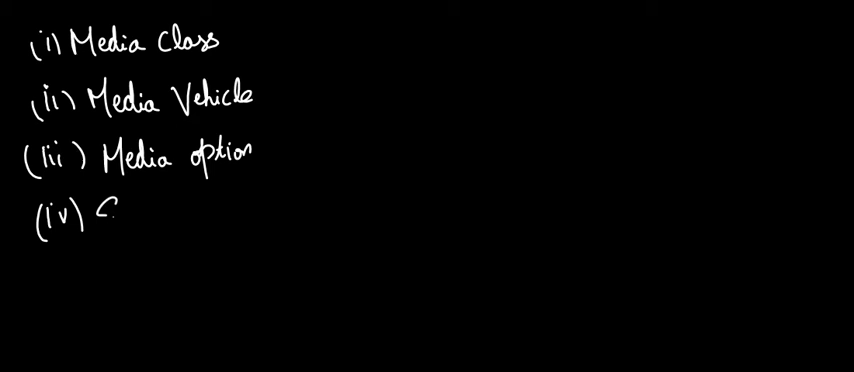 (i) Media Class
(ii) Media Vehicle
(iii) Media option
(iv)